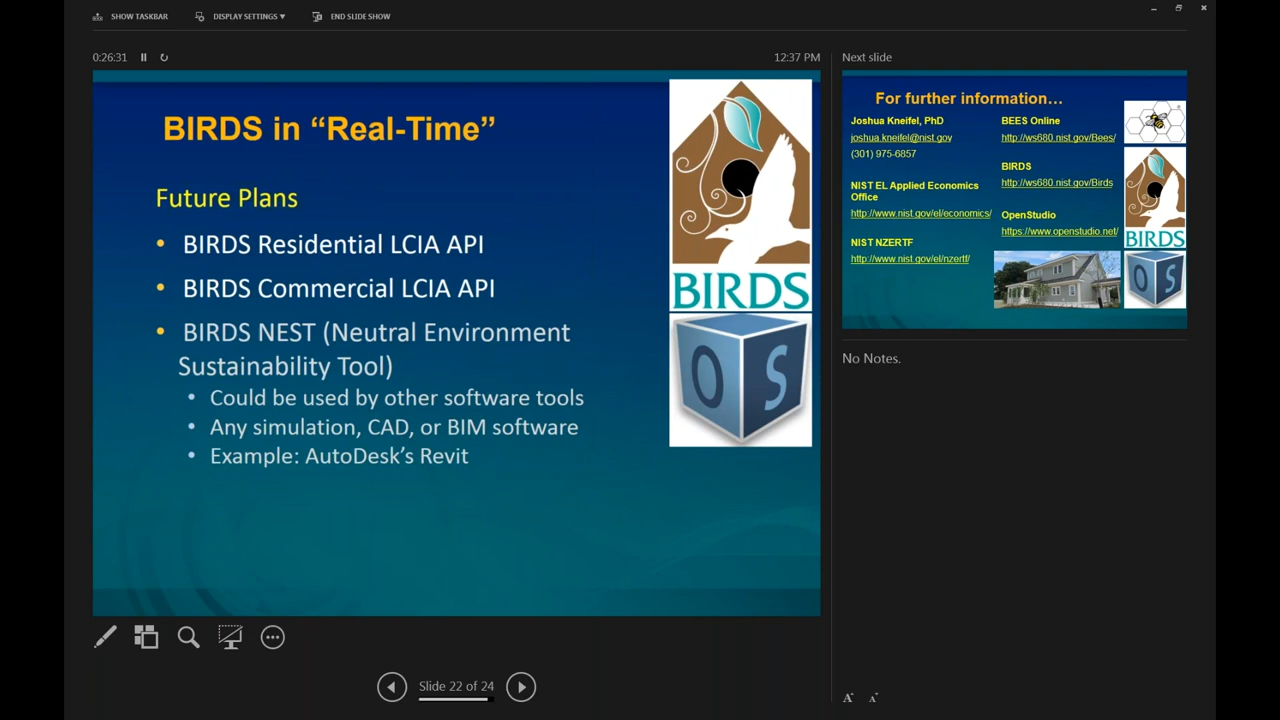 SHOW TASKBAR
DISPLAY SETTINGS ▼
END SLIDE SHOW
0:26:31
12:37 PM
BIRDS in “Real-Time”
Future Plans
• BIRDS Residential LCIA API
• BIRDS Commercial LCIA API
• BIRDS NEST (Neutral Environment
Sustainability Tool)
• Could be used by other software tools
• Any simulation, CAD, or BIM software
• Example: AutoDesk’s Revit
BIRDS
O S
Slide 22 of 24
Next slide
For further information…
Joshua Kneifel, PhD
joshua.kneifel@nist.gov
(301) 975-6857
NIST EL Applied Economics
Office
http://www.nist.gov/el/economics/
NIST NZERTF
http://www.nist.gov/el/nzertf/
BEES Online
http://ws680.nist.gov/Bees/
BIRDS
http://ws680.nist.gov/Birds
OpenStudio
https://www.openstudio.net/
BIRDS
O S
No Notes.
A A